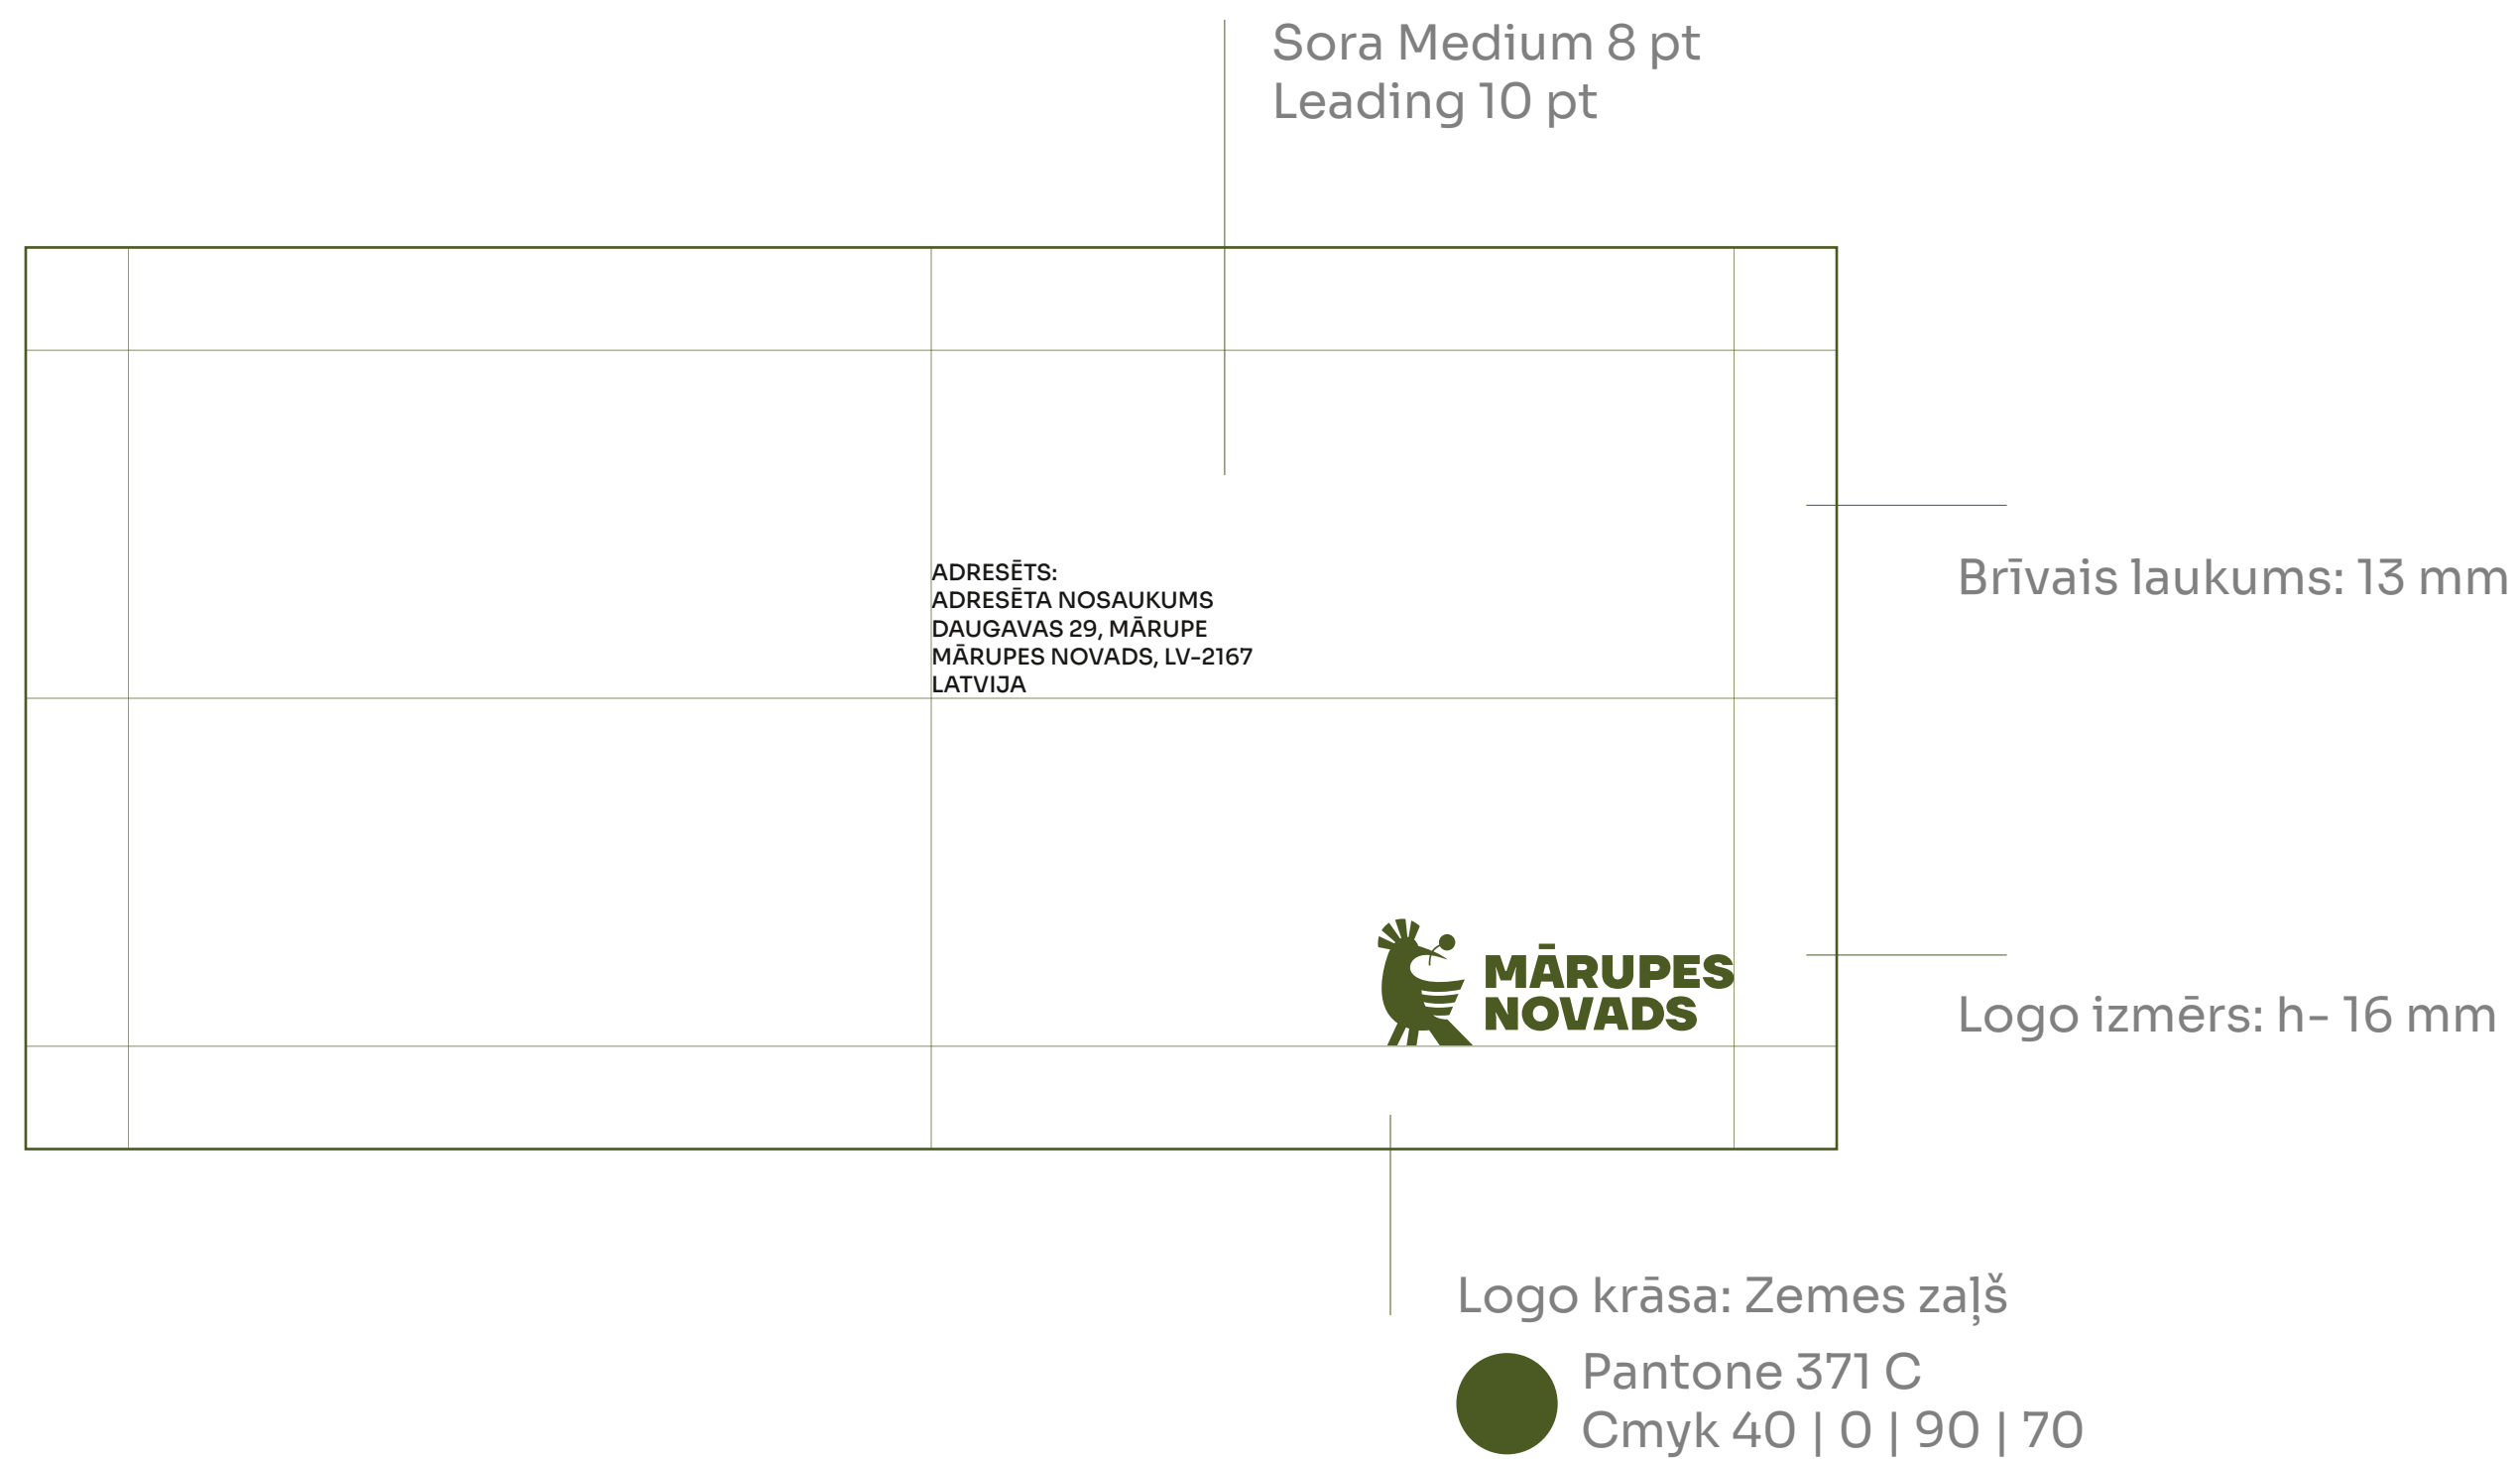 Sora Medium 8 pt
Leading 10 pt
ADRESĒTS:
ADRESĒTA NOSAUKUMS
DAUGAVAS 29, MĀRUPE
MĀRUPES NOVADS, LV-2167
LATVIJA
Brīvais laukums: 13 mm
MĀRUPES
NOVADS
Logo izmērs: h- 16 mm
Logo krāsa: Zemes zaļš
Pantone 371 C
Cmyk 40 | 0 | 90 | 70